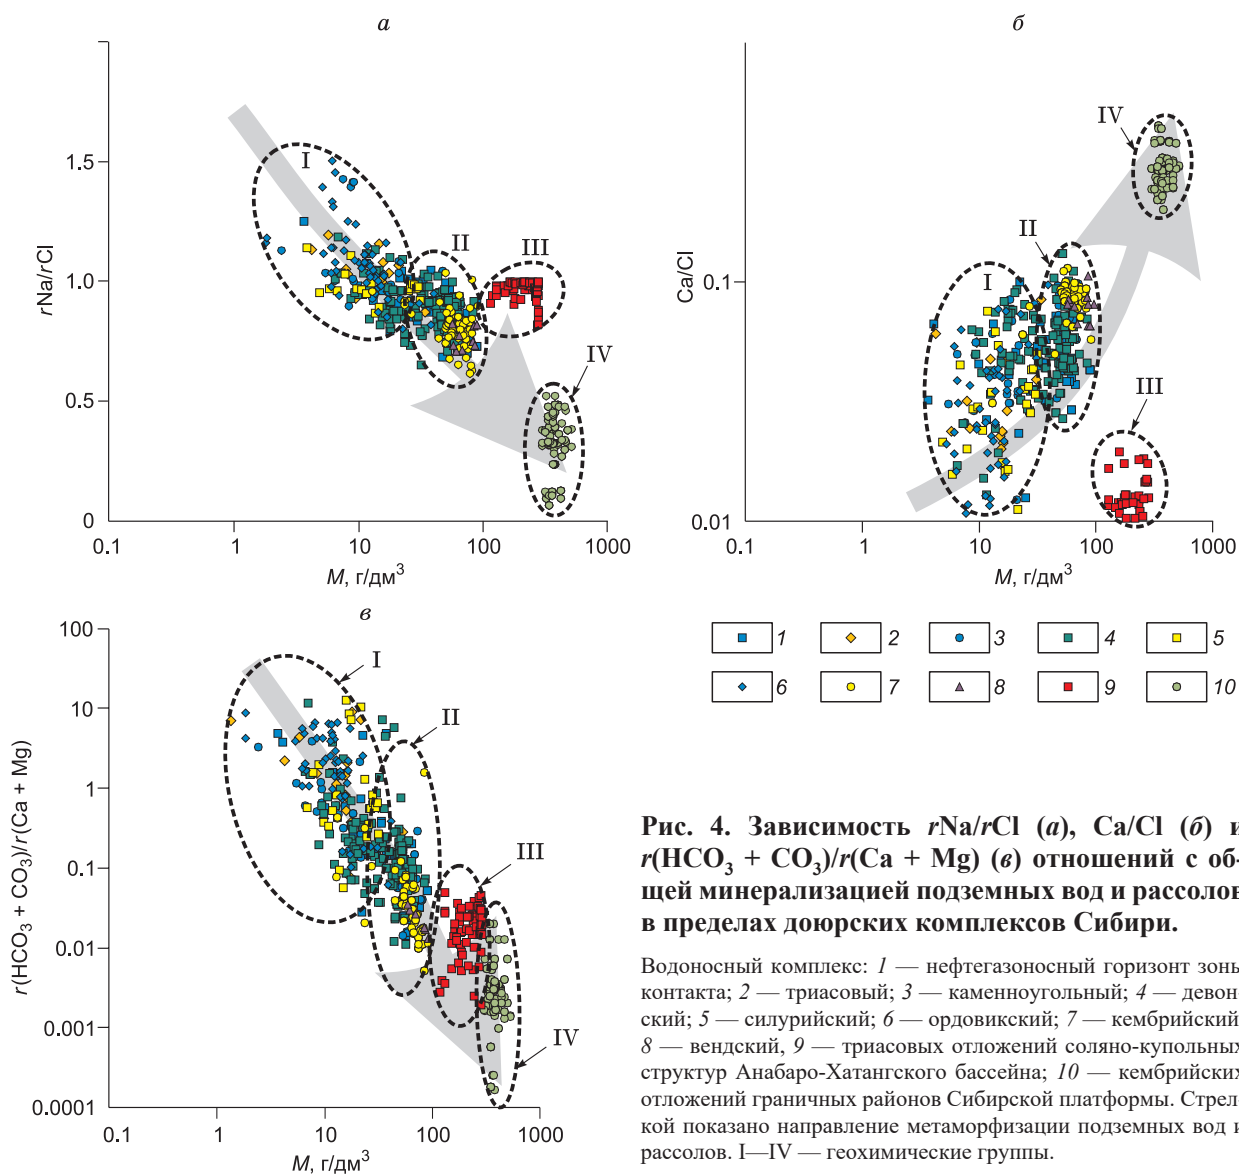 а
rNa/rCl
1.5
1.0
0.5
0
0.1
1
10
100
1000
M, г/дм³
I
II
III
IV
б
Ca/Cl
0.1
0.01
0.1
1
10
100
1000
M, г/дм³
I
II
III
IV
в
r(HCO₃ + CO₃)/r(Ca + Mg)
100
10
1
0.1
0.01
0.001
0.0001
0.1
1
10
100
1000
M, г/дм³
I
II
III
IV
1 2 3 4 5
6 7 8 9 10
Рис. 4. Зависимость rNa/rCl (а), Ca/Cl (б) и
r(HCO₃ + CO₃)/r(Ca + Mg) (в) отношений с об-
щей минерализацией подземных вод и рассолов
в пределах доюрских комплексов Сибири.
Водоносный комплекс: 1 — нефтегазоносный горизонт зоны
контакта; 2 — триасовый; 3 — каменноугольный; 4 — девон-
ский; 5 — силурийский; 6 — ордовикский; 7 — кембрийский;
8 — вендский, 9 — триасовых отложений соляно-купольных
структур Анабаро-Хатангского бассейна; 10 — кембрийских
отложений граничных районов Сибирской платформы. Стрел-
кой показано направление метаморфизации подземных вод и
рассолов. I—IV — геохимические группы.